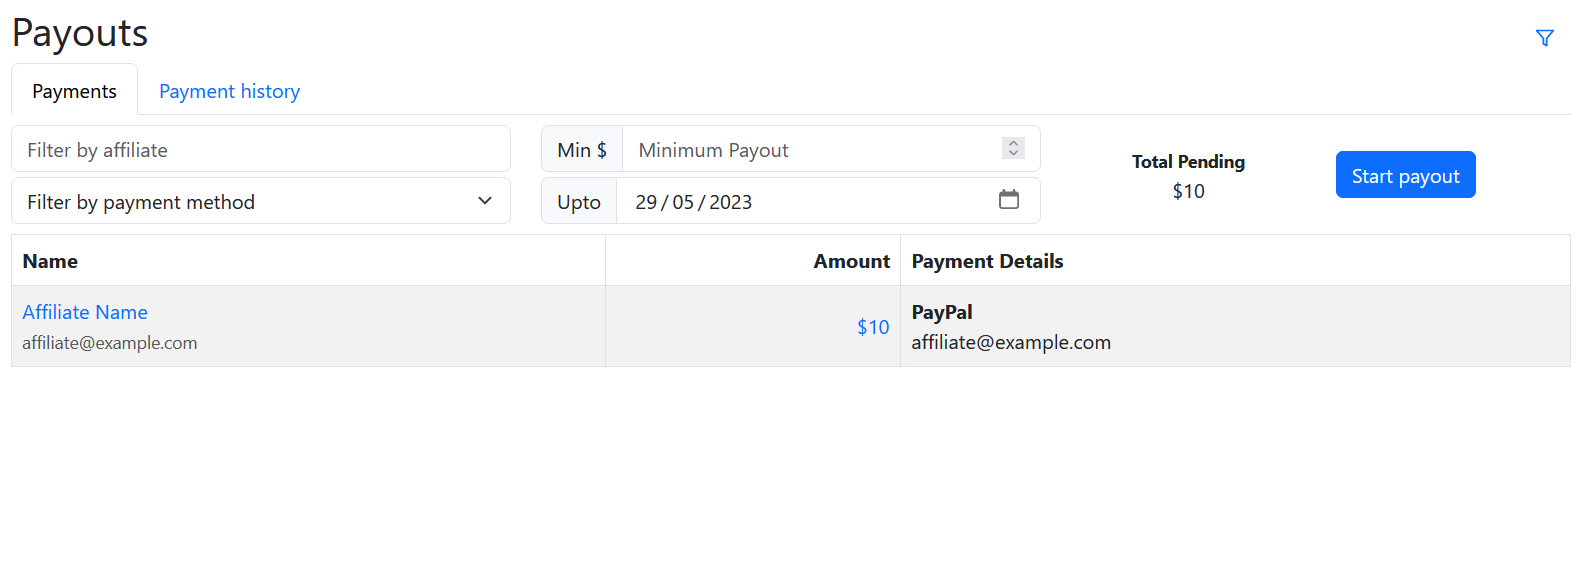 Payouts
Payments
Payment history
Filter by affiliate
Min $
Minimum Payout
Filter by payment method
Upto
29/05/2023
Total Pending
$10
Start payout
Name
Amount
Payment Details
Affiliate Name
affiliate@example.com
$10
PayPal
affiliate@example.com